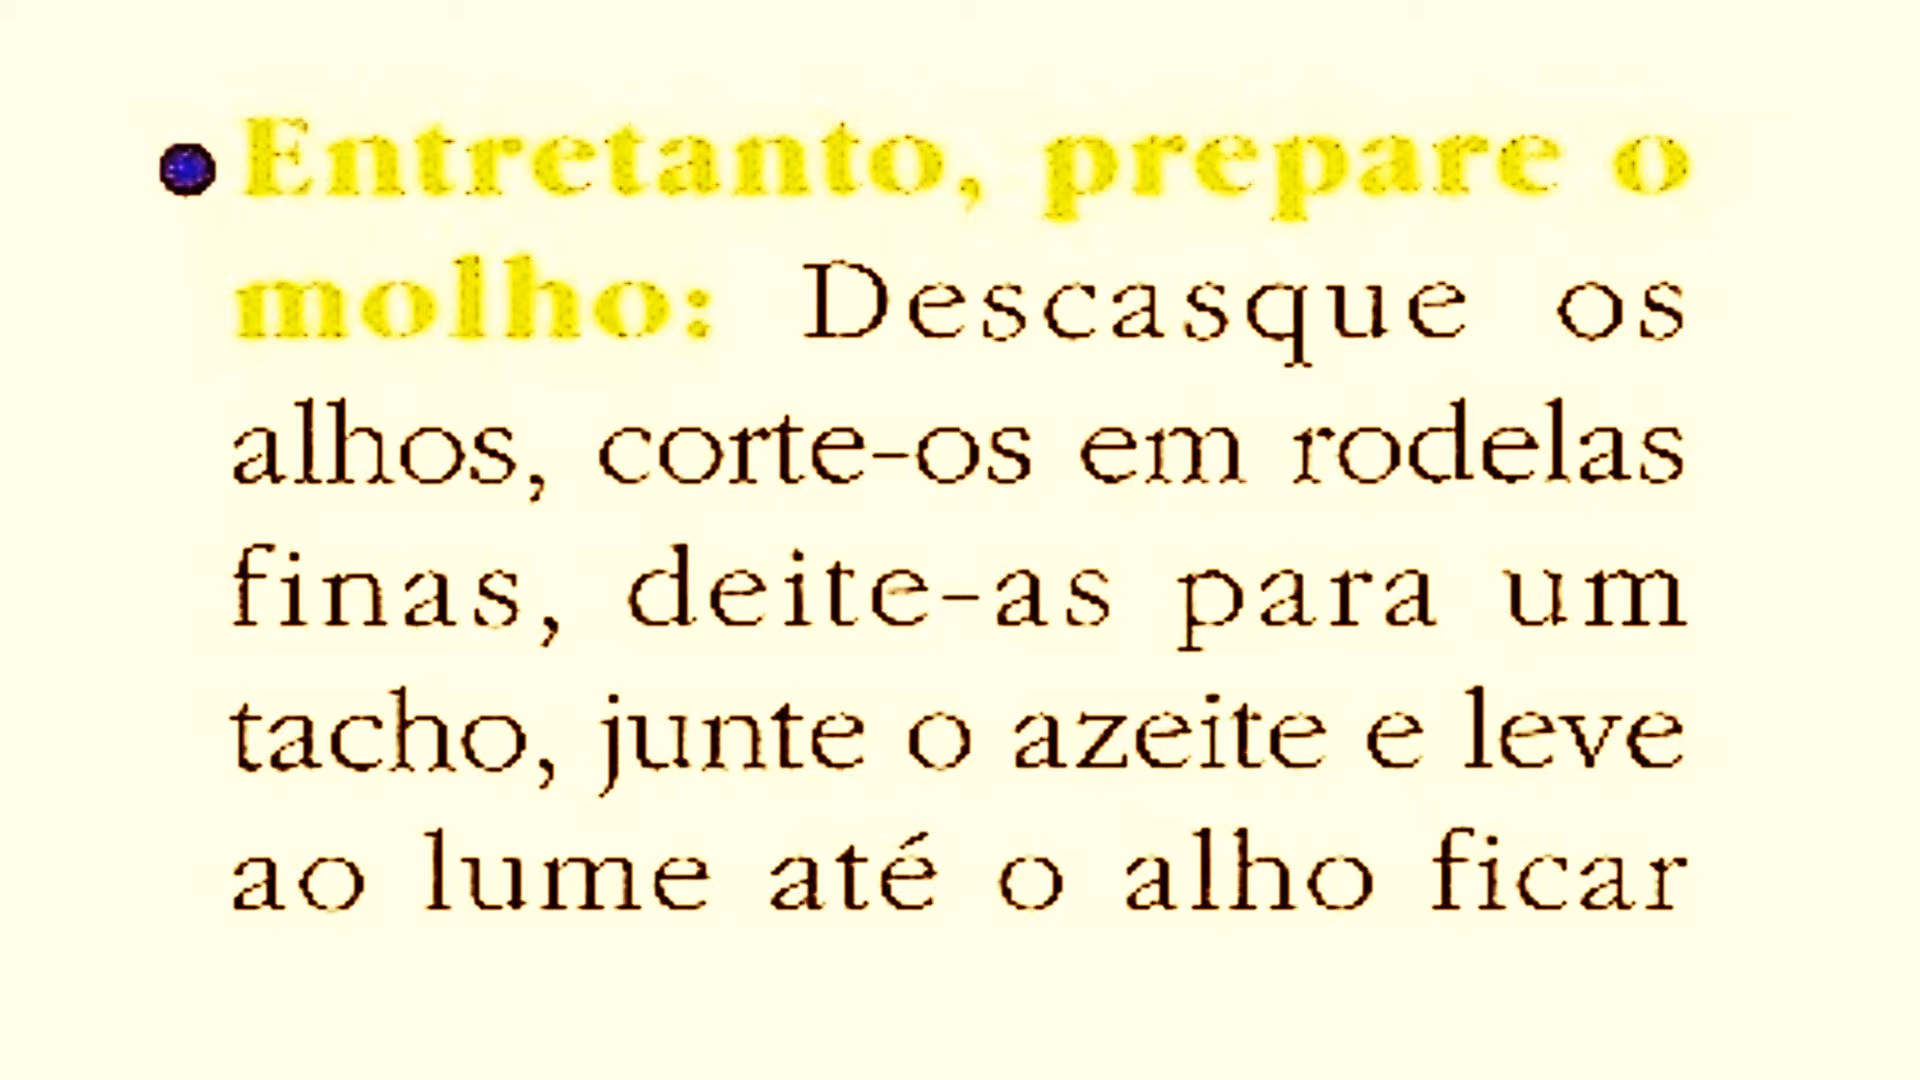 • Entretanto, prepare o
molho: Descasque os
alhos, corte-os em rodelas
finas, deite-as para um
tacho, junte o azeite e leve
ao lume até o alho ficar